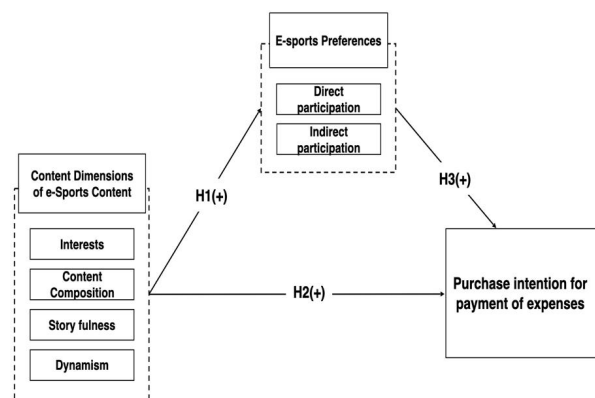 E-sports Preferences
Direct
participation
Indirect
participation
H1(+)
H3(+)
Content Dimensions
of e-Sports Content
Interests
Content
Composition
Story fulness
Dynamism
H2(+)
Purchase intention for
payment of expenses